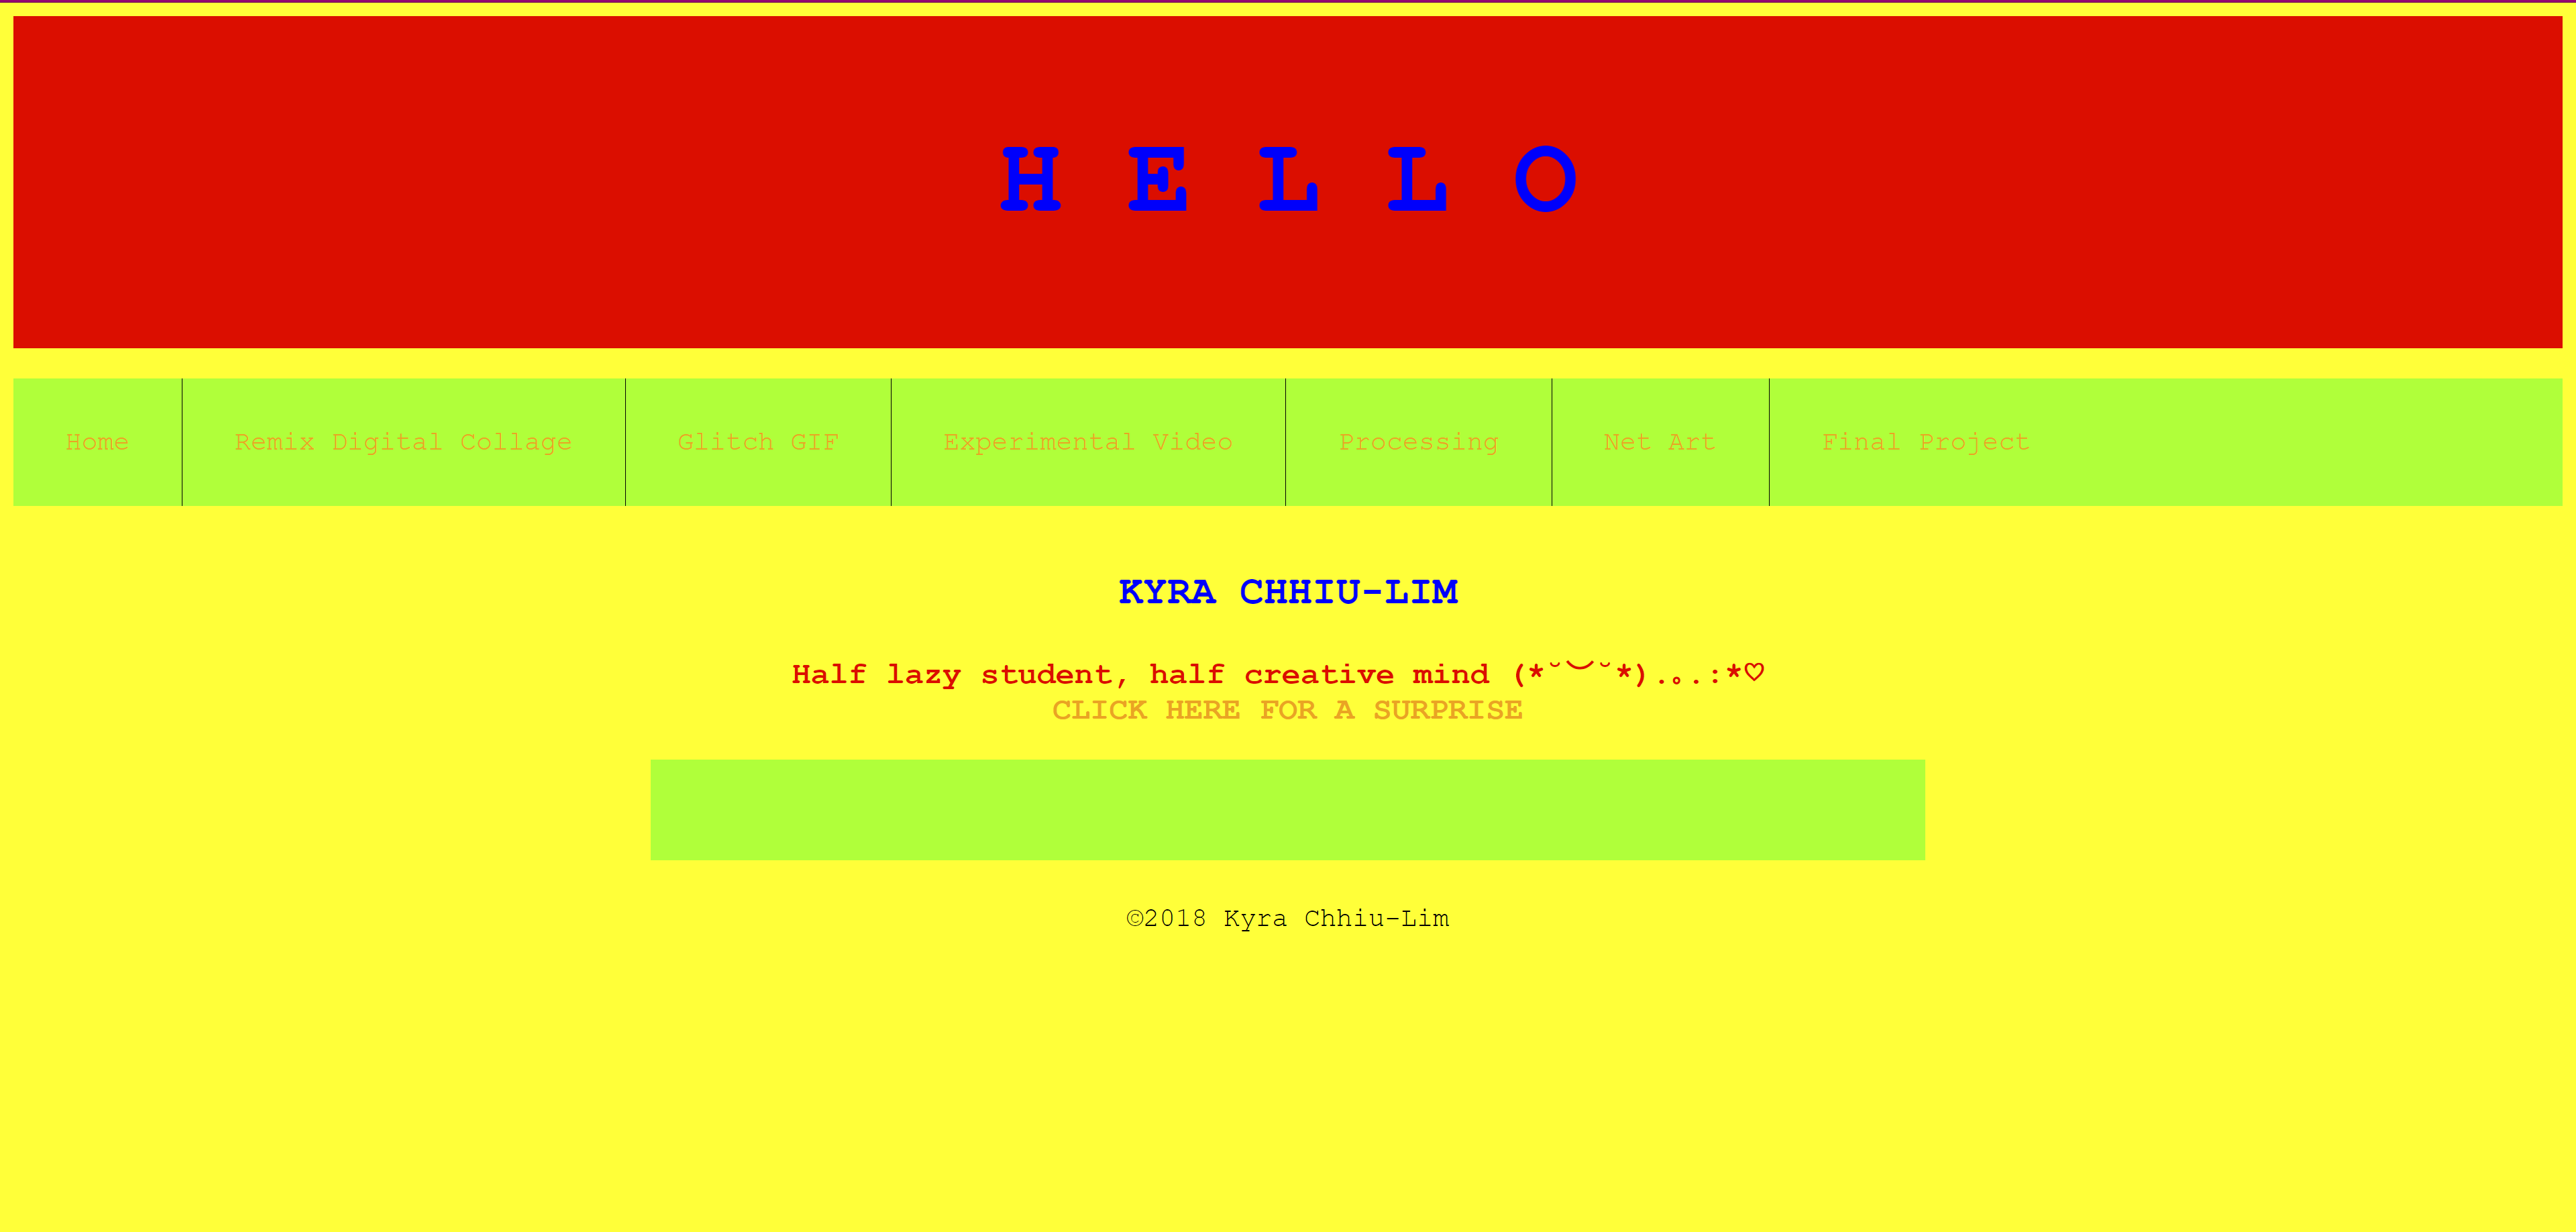 H E L L O
Home Remix Digital Collage Glitch GIF Experimental Video Processing Net Art Final Project
KYRA CHHIU-LIM
Half lazy student, half creative mind (*˘︶˘*).｡.:*♡
CLICK HERE FOR A SURPRISE
©2018 Kyra Chhiu-Lim